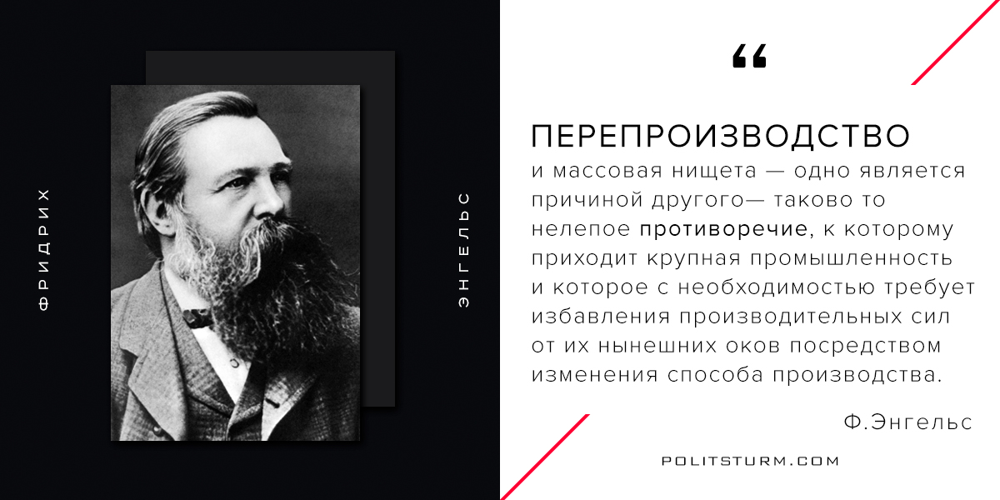 ФРИДРИХ
ЭНГЕЛЬС
“
ПЕРЕПРОИЗВОДСТВО
и массовая нищета — одно является
причиной другого— таково то
нелепое противоречие, к которому
приходит крупная промышленность
и которое с необходимостью требует
избавления производительных сил
от их нынешних оков посредством
изменения способа производства.
Ф.Энгельс
POLITSTURM.COM